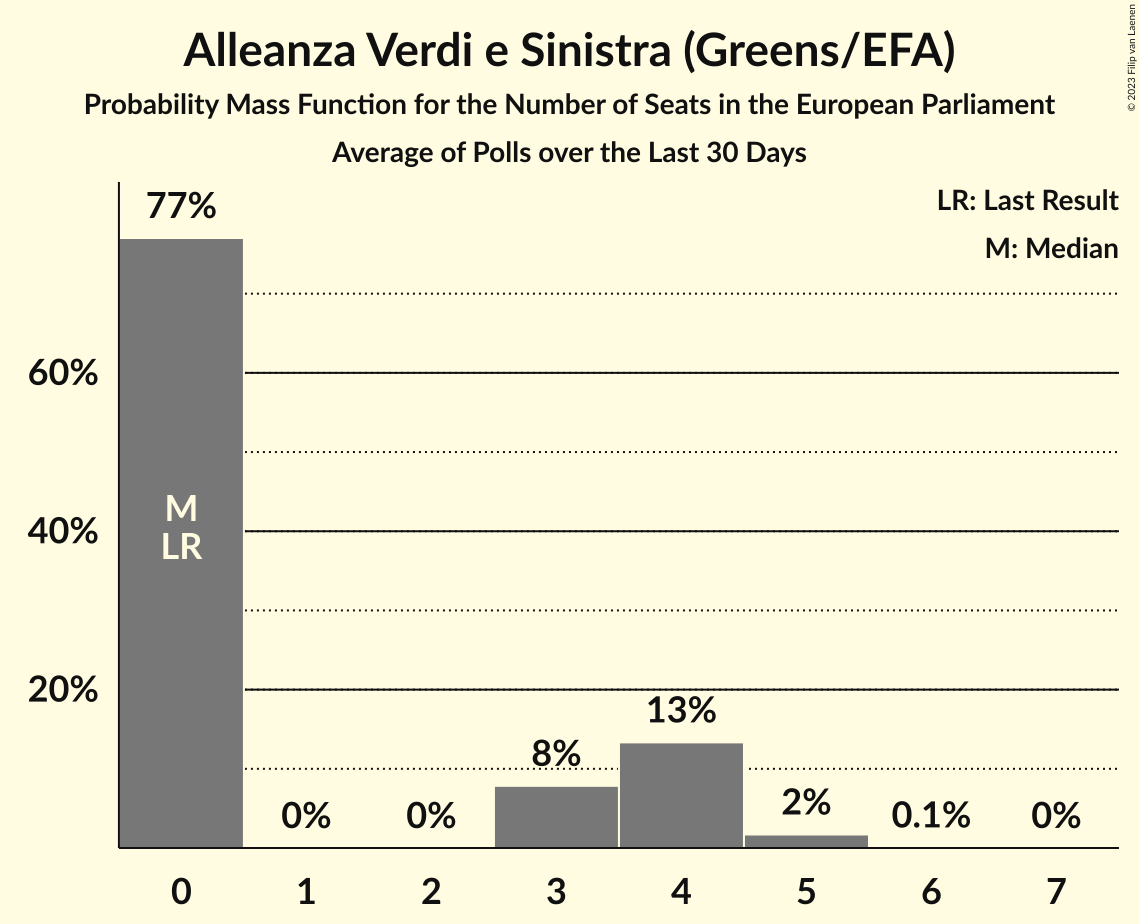 Alleanza Verdi e Sinistra (Greens/EFA)
Probability Mass Function for the Number of Seats in the European Parliament
Average of Polls over the Last 30 Days
© 2023 Filip van Laenen
LR: Last Result
M: Median
77%
60%
40%
20%
M
LR
0%
0%
8%
13%
2%
0.1%
0%
0 1 2 3 4 5 6 7